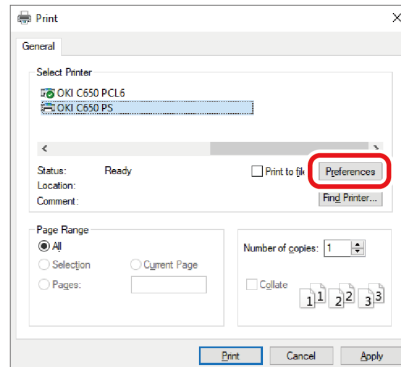 Print
General
Select Printer
OKI C650 PCL6
OKI C650 PS
Status: Ready
Print to file
Preferences
Location:
Comment:
Find Printer...
Page Range
All
Selection
Current Page
Pages:
Number of copies: 1
Collate
1 1 2 2 3 3
Print
Cancel
Apply